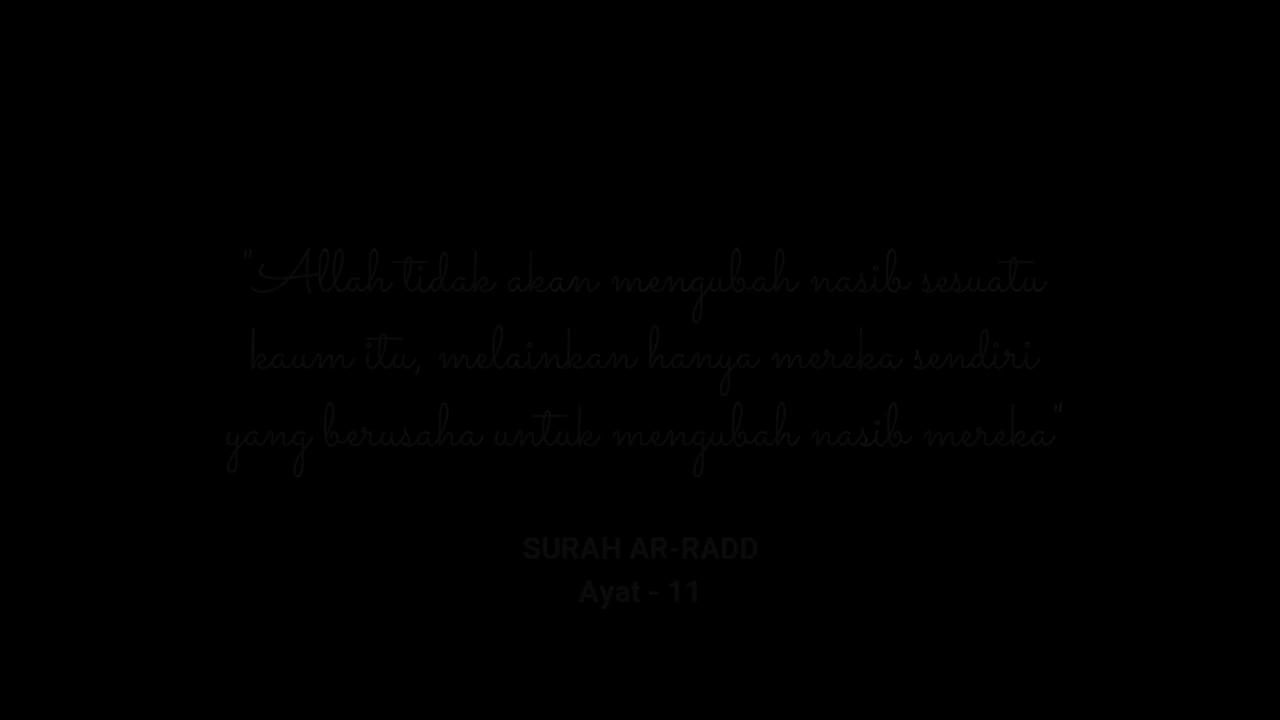 "Allah tidak akan mengubah nasib sesuatu
kaum itu, melainkan hanya mereka sendiri
yang berusaha untuk mengubah nasib mereka"
SURAH AR-RADD
Ayat - 11